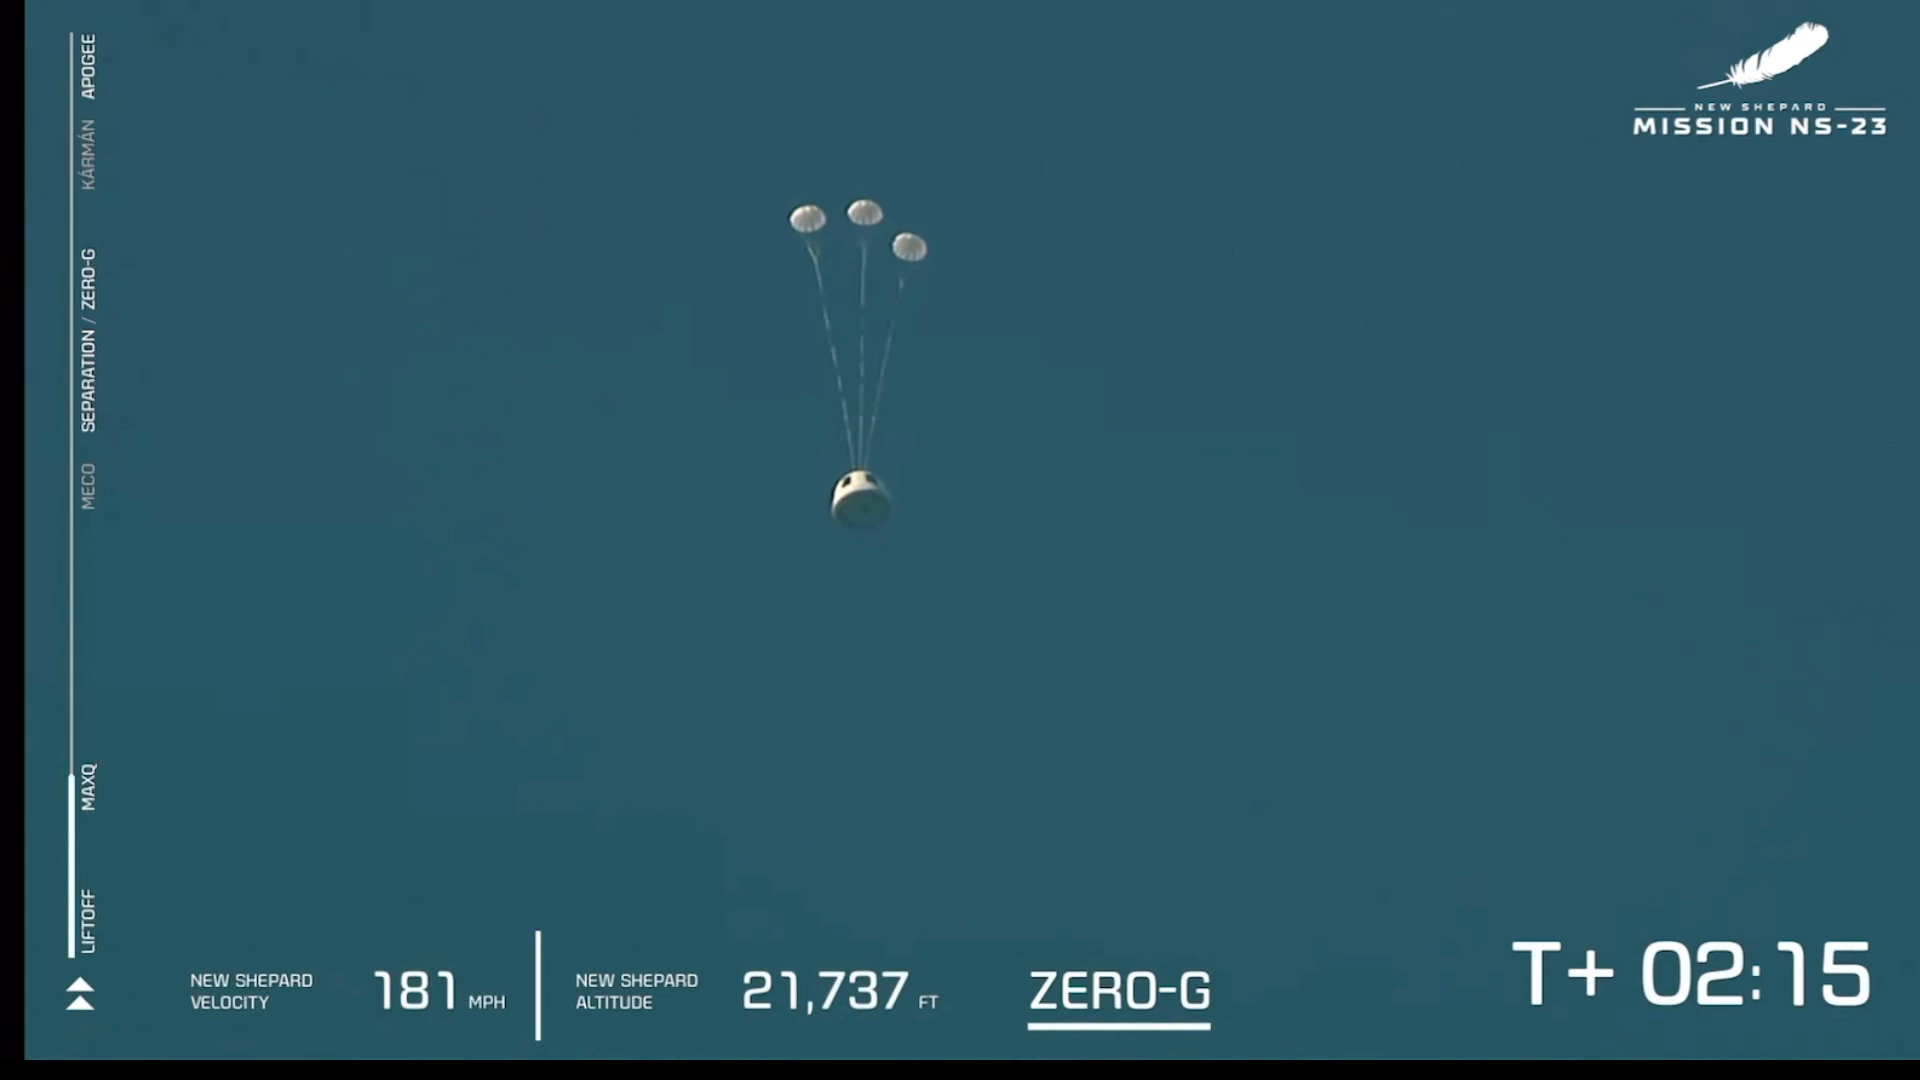 APOGEE
KÁRMÁN
SEPARATION / ZERO-G
MECO
MAXQ
LIFTOFF
NEW SHEPARD
MISSION NS-23
NEW SHEPARD
VELOCITY
181 MPH
NEW SHEPARD
ALTITUDE
21,737 FT
ZERO-G
T+ 02:15